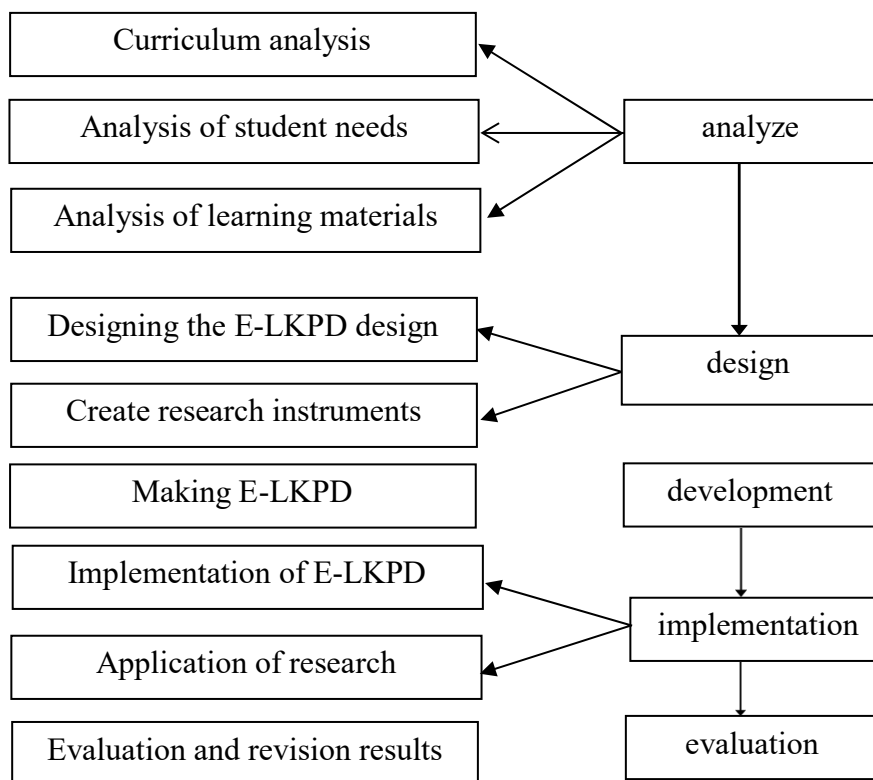 Curriculum analysis
Analysis of student needs
analyze
Analysis of learning materials
Designing the E-LKPD design
design
Create research instruments
Making E-LKPD
development
Implementation of E-LKPD
implementation
Application of research
Evaluation and revision results
evaluation